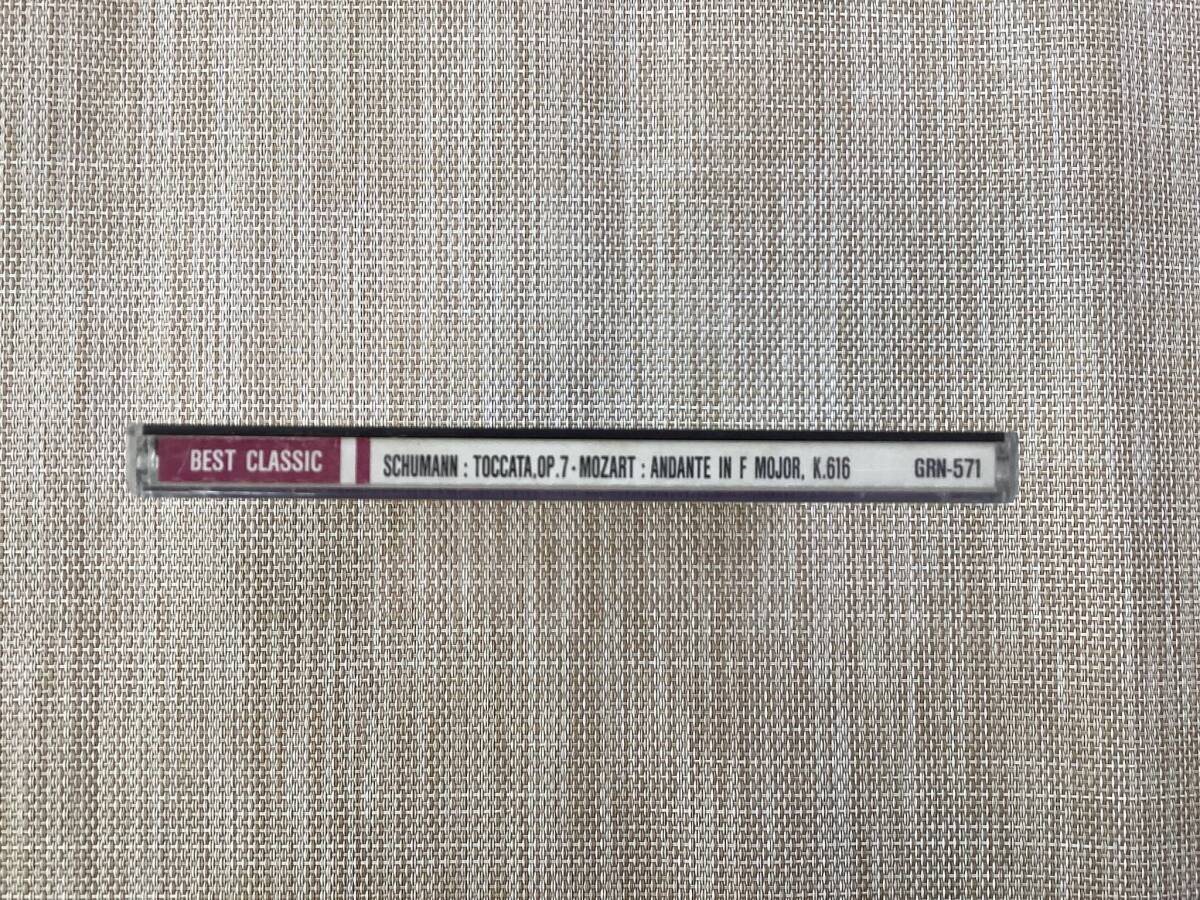 BEST CLASSIC SCHUMANN : TOCCATA,OP.7・MOZART : ANDANTE IN F MOJOR, K.616 GRN-571